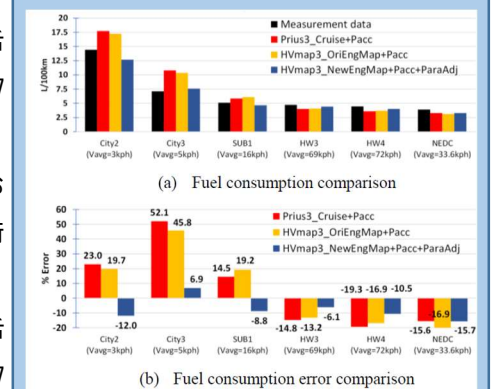 20
17.5
15
12.5
10
7.5
5
2.5
0
L/100km
Measurement data
Prius3_Cruise+Pacc
HVmap3_OriEngMap+Pacc
HVmap3_NewEngMap+Pacc+ParaAdj
City2 City3 SUB1 HW3 HW4 NEDC
(Vavg=3kph) (Vavg=5kph) (Vavg=16kph) (Vavg=69kph) (Vavg=72kph) (Vavg=33.6kph)
(a) Fuel consumption comparison
60
50
40
30
20
10
0
-10
-20
% Error
Prius3_Cruise+Pacc
HVmap3_OriEngMap+Pacc
HVmap3_NewEngMap+Pacc+ParaAdj
23.0 19.7 -12.0
52.1 45.8 6.9
14.5 19.2 -8.8
-14.8 -13.2 -6.1
-19.3 -16.9 -10.5
-15.6 -16.9 -15.7
City2 City3 SUB1 HW3 HW4 NEDC
(Vavg=3kph) (Vavg=5kph) (Vavg=16kph) (Vavg=69kph) (Vavg=72kph) (Vavg=33.6kph)
(b) Fuel consumption error comparison